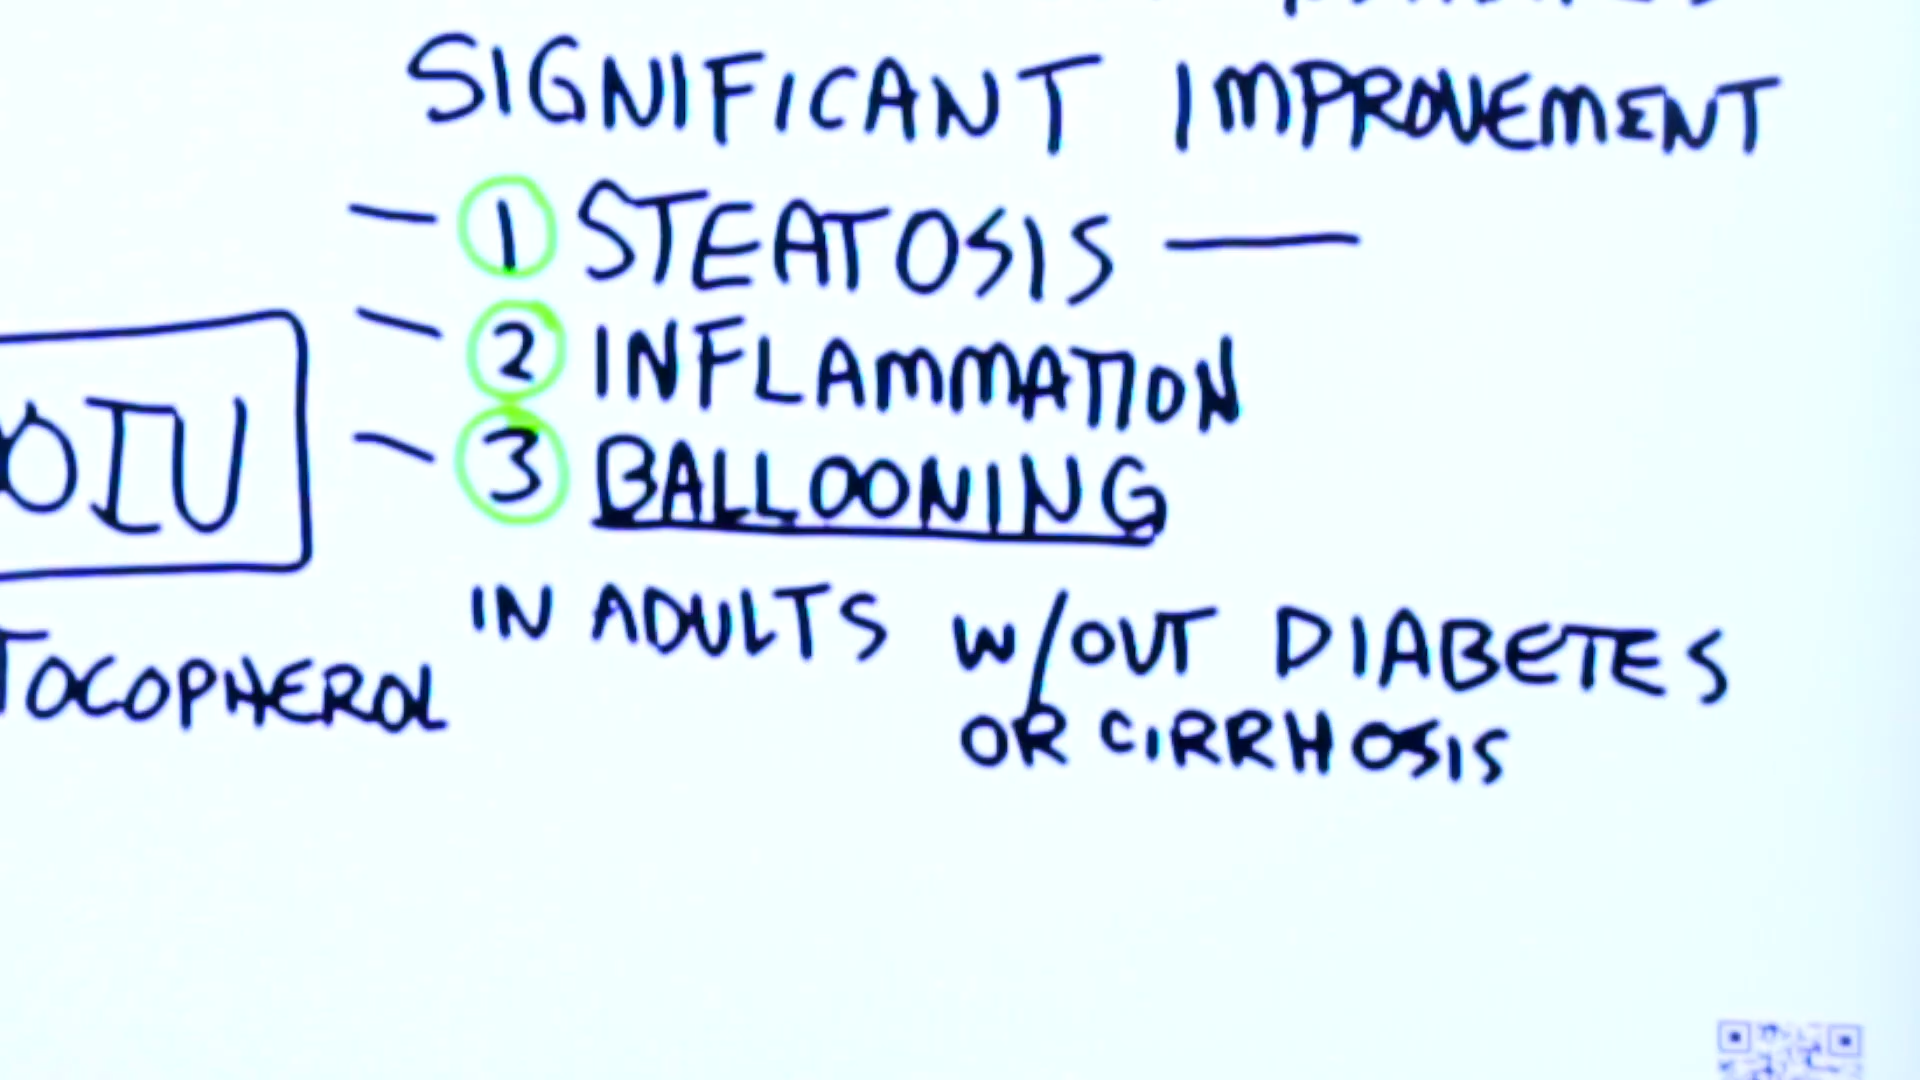 SIGNIFICANT IMPROVEMENT
1 STEATOSIS —
2 INFLAMMATION
3 BALLOONING
OIU
TOCOPHEROL
IN ADULTS W/OUT DIABETES
OR CIRRHOSIS